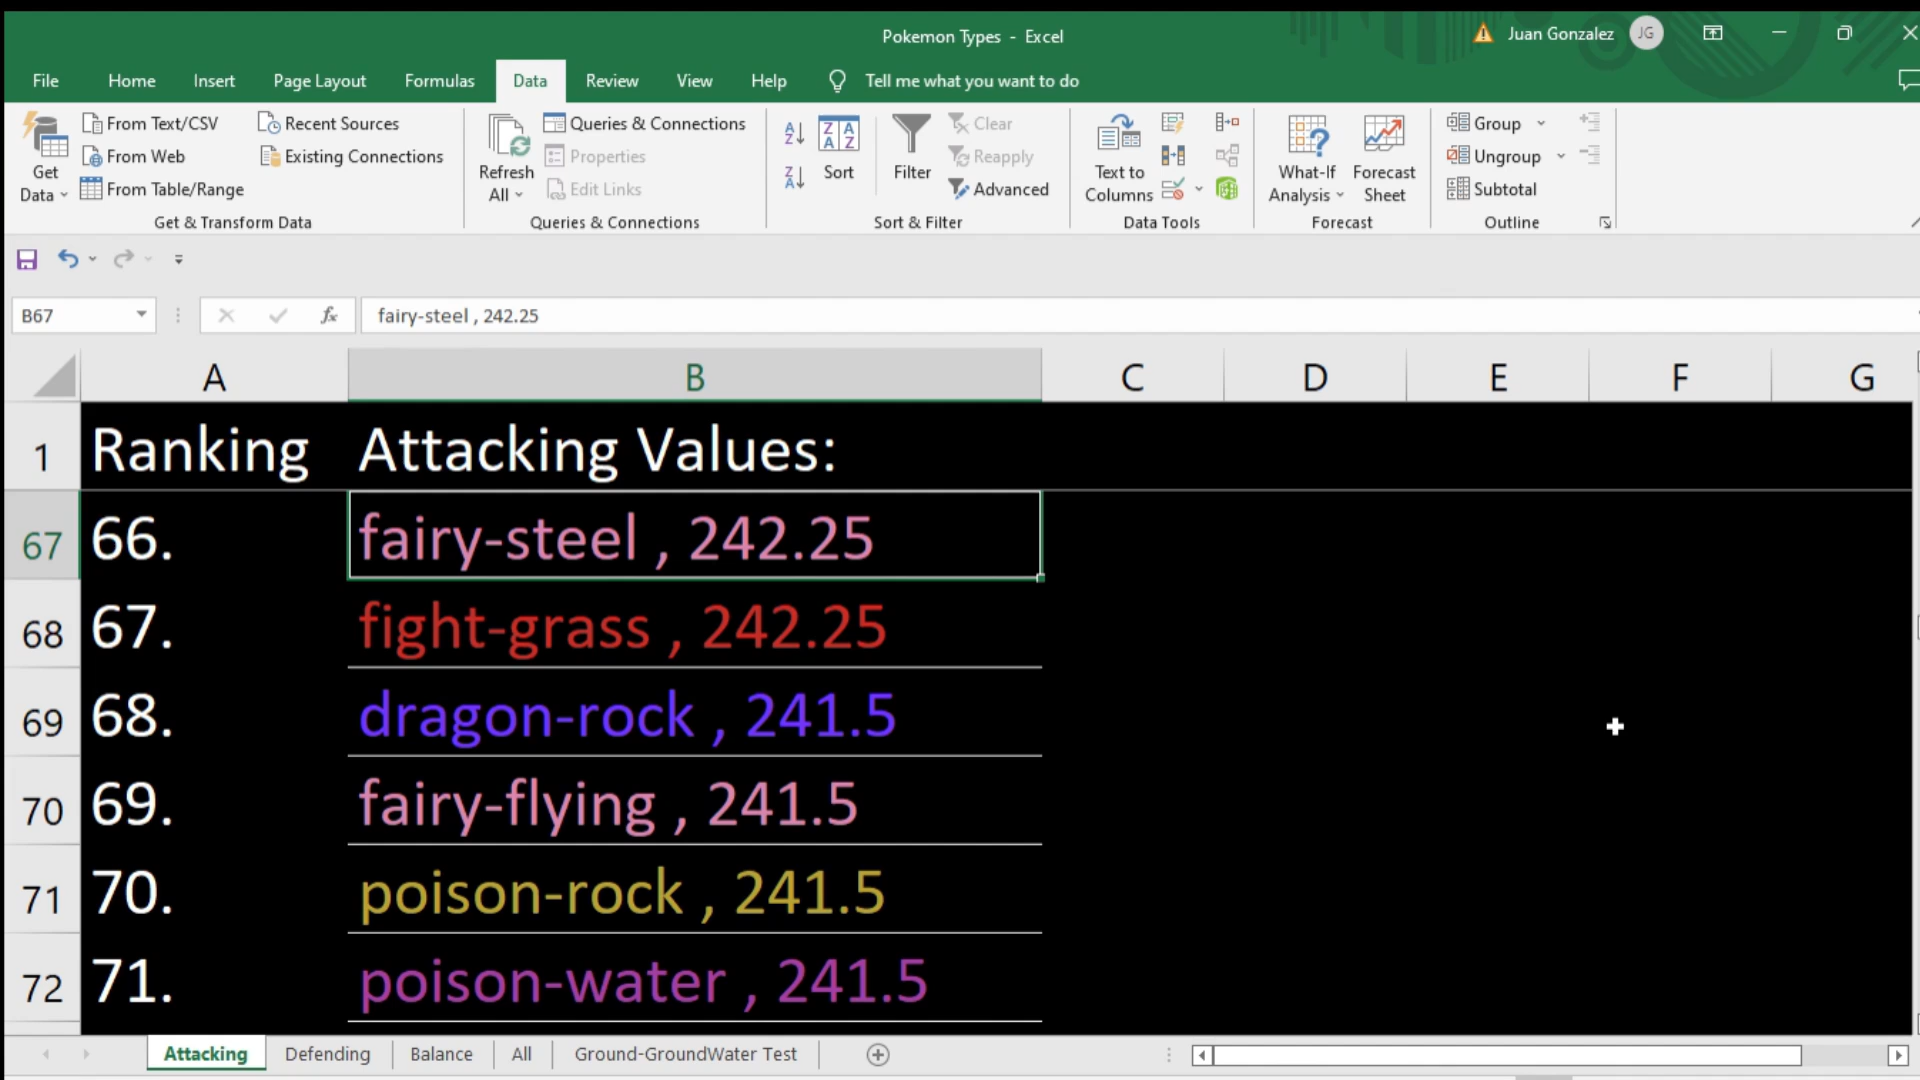 Pokemon Types - Excel
Juan Gonzalez JG
File Home Insert Page Layout Formulas Data Review View Help Tell me what you want to do
Get Data
From Text/CSV
From Web
From Table/Range
Recent Sources
Existing Connections
Get & Transform Data
Refresh All
Queries & Connections
Properties
Edit Links
Queries & Connections
Sort
Filter
Clear
Reapply
Advanced
Sort & Filter
Text to Columns
Data Tools
What-If Analysis
Forecast Sheet
Forecast
Group
Ungroup
Subtotal
Outline
B67 fx fairy-steel , 242.25
A B C D E F G
1 Ranking Attacking Values:
67 66. fairy-steel , 242.25
68 67. fight-grass , 242.25
69 68. dragon-rock , 241.5
70 69. fairy-flying , 241.5
71 70. poison-rock , 241.5
72 71. poison-water , 241.5
Attacking Defending Balance All Ground-GroundWater Test